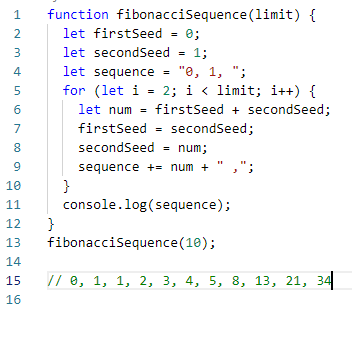 1 function fibonacciSequence(limit) {
2   let firstSeed = 0;
3   let secondSeed = 1;
4   let sequence = "0, 1, ";
5   for (let i = 2; i < limit; i++) {
6     let num = firstSeed + secondSeed;
7     firstSeed = secondSeed;
8     secondSeed = num;
9     sequence += num + " ,";
10   }
11   console.log(sequence);
12 }
13 fibonacciSequence(10);
14
15 // 0, 1, 1, 2, 3, 4, 5, 8, 13, 21, 34
16